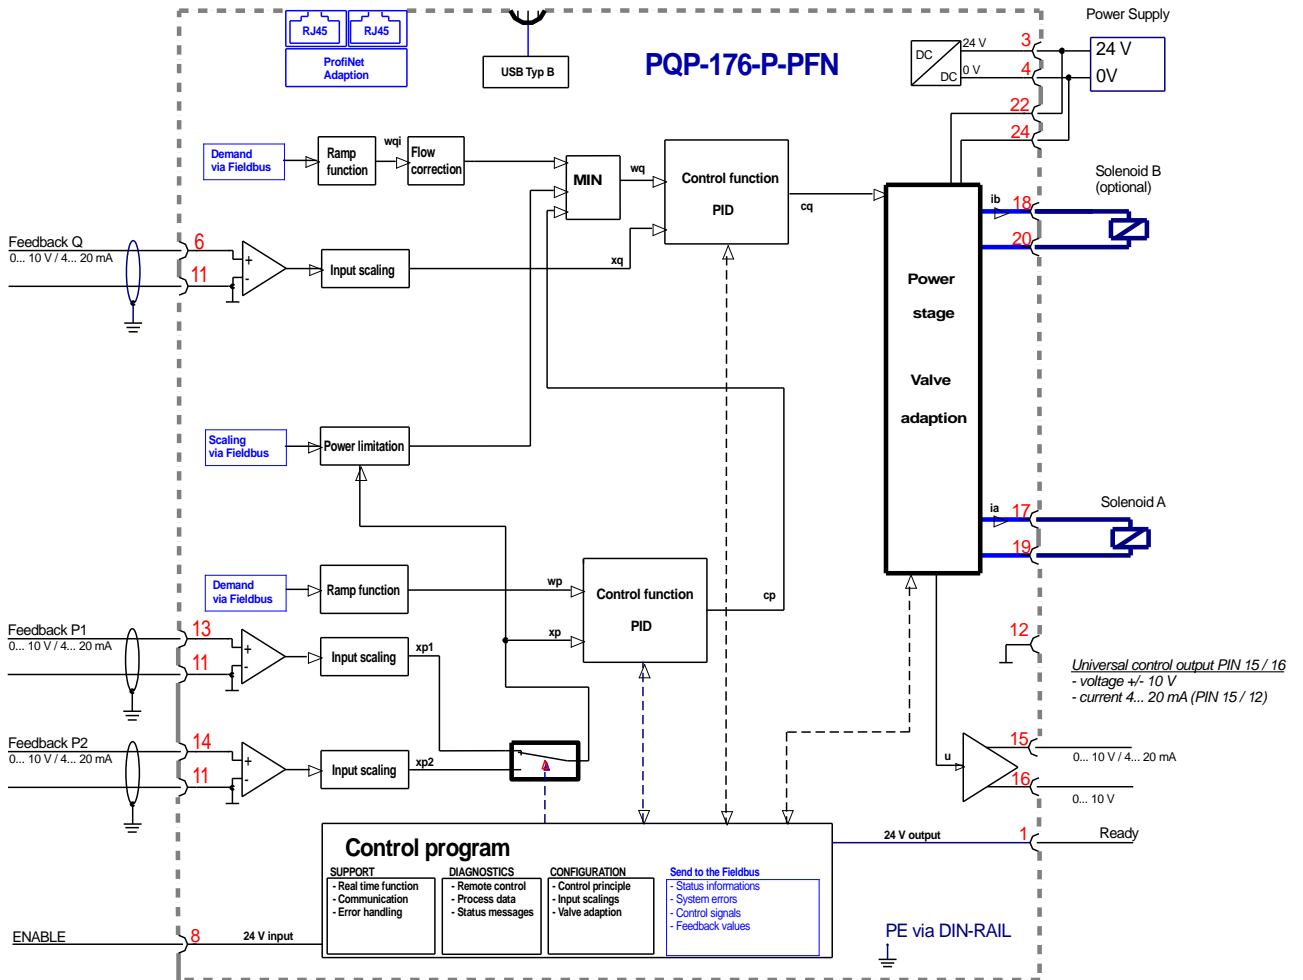 RJ45
RJ45
ProfiNet
Adaption
USB Typ B
PQP-176-P-PFN
DC
DC
24 V
0 V
3
4
Power Supply
24 V
0V
22
24
Demand
via Fieldbus
Ramp
function
wqi
Flow
correction
MIN
wq
Control function
PID
cq
Solenoid B
(optional)
ib
18
20
Feedback Q
0... 10 V / 4... 20 mA
6
11
+
-
Input scaling
xq
Power
stage
Valve
adaption
Scaling
via Fieldbus
Power limitation
Solenoid A
ia
17
19
Demand
via Fieldbus
Ramp function
wp
Control function
PID
xp
cp
Feedback P1
0... 10 V / 4... 20 mA
13
11
+
-
Input scaling
xp1
12
Universal control output PIN 15 / 16
- voltage +/- 10 V
- current 4... 20 mA (PIN 15 / 12)
Feedback P2
0... 10 V / 4... 20 mA
14
11
+
-
Input scaling
xp2
u
15
0... 10 V / 4... 20 mA
16
0... 10 V
Control program
24 V output
1
Ready
SUPPORT
- Real time function
- Communication
- Error handling
DIAGNOSTICS
- Remote control
- Process data
- Status messages
CONFIGURATION
- Control principle
- Input scalings
- Valve adaption
Send to the Fieldbus
- Status informations
- System errors
- Control signals
- Feedback values
ENABLE
8
24 V input
PE via DIN-RAIL